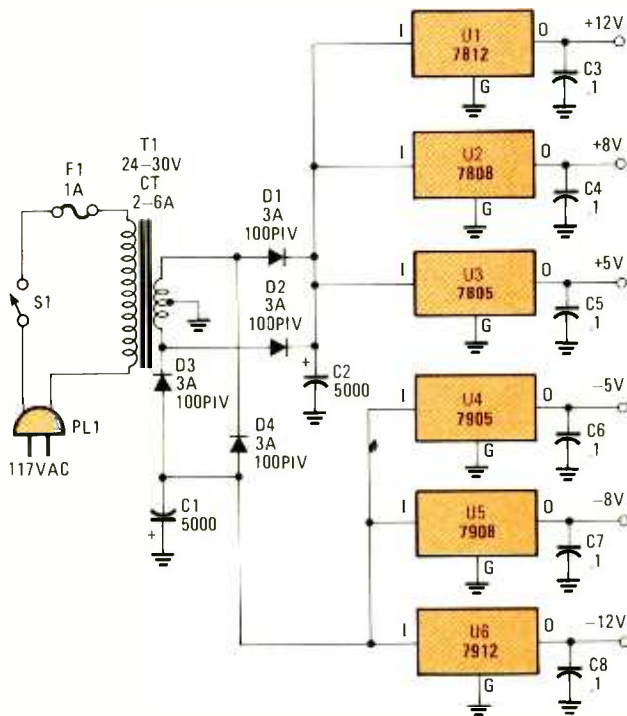 U1
7812
I
O
G
+12V
C3
.1
U2
7808
I
O
G
+8V
C4
.1
U3
7805
I
O
G
+5V
C5
.1
U4
7905
I
O
G
−5V
C6
.1
U5
7908
I
O
G
−8V
C7
.1
U6
7912
I
O
G
−12V
C8
.1
F1
1A
T1
24-30V
CT
2-6A
S1
PL1
117VAC
D1
3A
100PIV
D2
3A
100PIV
D3
3A
100PIV
D4
3A
100PIV
+
C2
5000
C1
5000
+